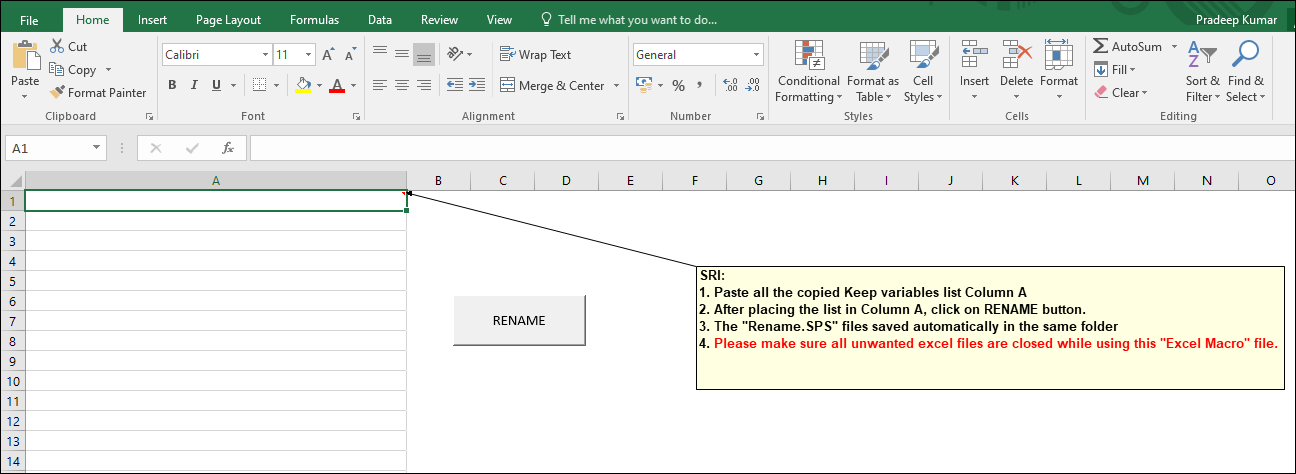 File Home Insert Page Layout Formulas Data Review View Tell me what you want to do... Pradeep Kumar
Cut
Copy
Format Painter
Paste
Clipboard
Calibri 11 A A
B I U A
Font
Wrap Text
Merge & Center
Alignment
General
% , .0 .00 .00 .0
Number
Conditional Formatting
Format as Table
Cell Styles
Styles
Insert Delete Format
Cells
AutoSum
Fill
Clear
Sort & Filter
Find & Select
Editing
A1 fx
A B C D E F G H I J K L M N O
1
2
3
4
5
6
7
8
9
10
11
12
13
14
RENAME
SRI:
1. Paste all the copied Keep variables list Column A
2. After placing the list in Column A, click on RENAME button.
3. The "Rename.SPS" files saved automatically in the same folder
4. Please make sure all unwanted excel files are closed while using this "Excel Macro" file.